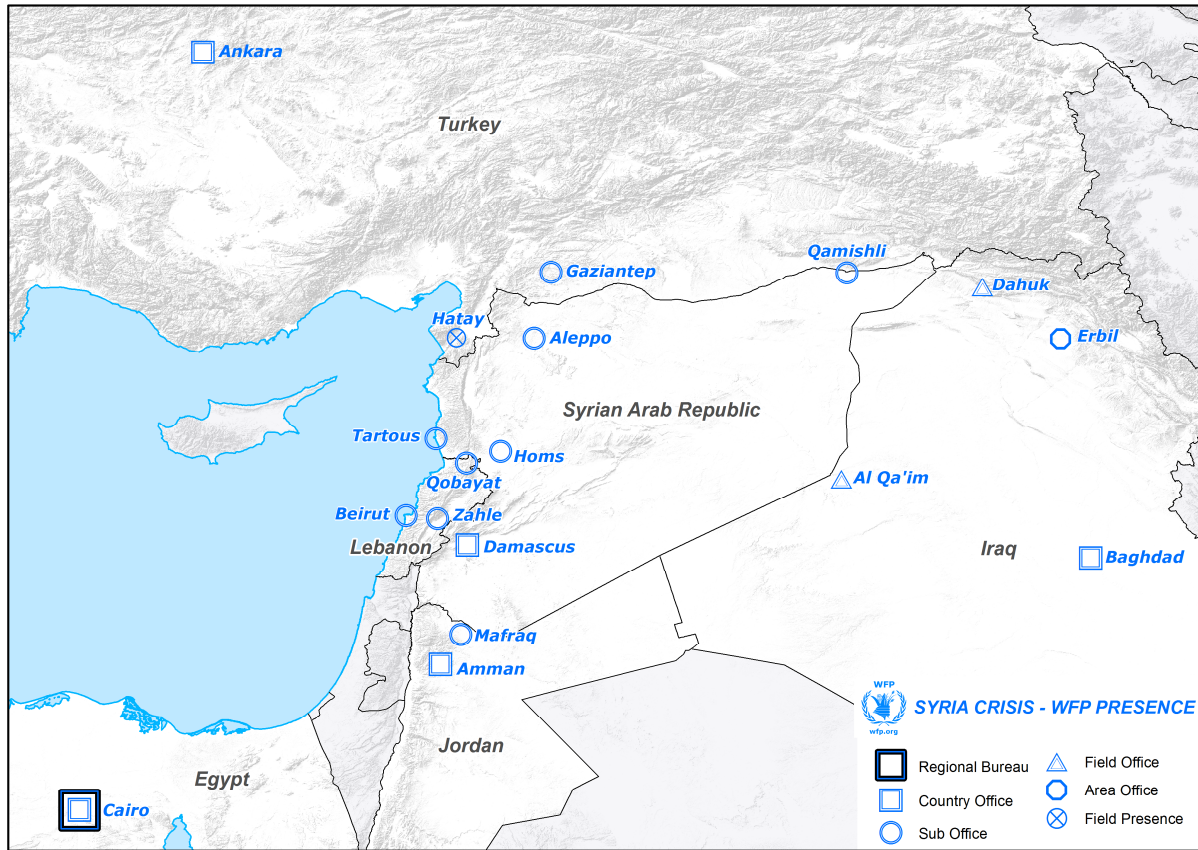 Ankara
Turkey
Qamishli
Gaziantep
Dahuk
Hatay
Aleppo
Erbil
Syrian Arab Republic
Tartous
Homs
Qobayat
Al Qa'im
Beirut
Zahle
Lebanon
Damascus
Iraq
Baghdad
Mafraq
Amman
WFP
wfp.org
SYRIA CRISIS - WFP PRESENCE
Jordan
Egypt
Cairo
Regional Bureau
Country Office
Sub Office
Field Office
Area Office
Field Presence